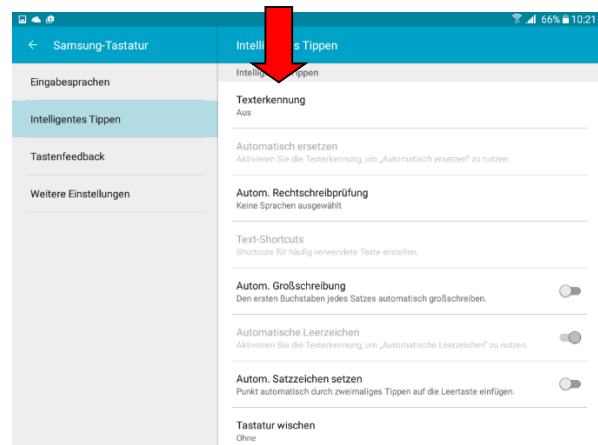 66% 10:21
Samsung-Tastatur
Tippen
Eingabesprachen
Intelligentes Tippen
Tastenfeedback
Weitere Einstellungen
Texterkennung
Aus
Automatisch ersetzen
Aktivieren Sie die Texterkennung, um „Automatisch ersetzen“ zu nutzen.
Autom. Rechtschreibprüfung
Keine Sprachen ausgewählt
Text-Shortcuts
Shortcuts für häufig verwendete Texte erstellen.
Autom. Großschreibung
Den ersten Buchstaben jedes Satzes automatisch großschreiben.
Automatische Leerzeichen
Aktivieren Sie die Texterkennung, um „Automatische Leerzeichen“ zu nutzen.
Autom. Satzzeichen setzen
Punkt automatisch durch zweimaliges Tippen auf die Leertaste einfügen.
Tastatur wischen
Ohne